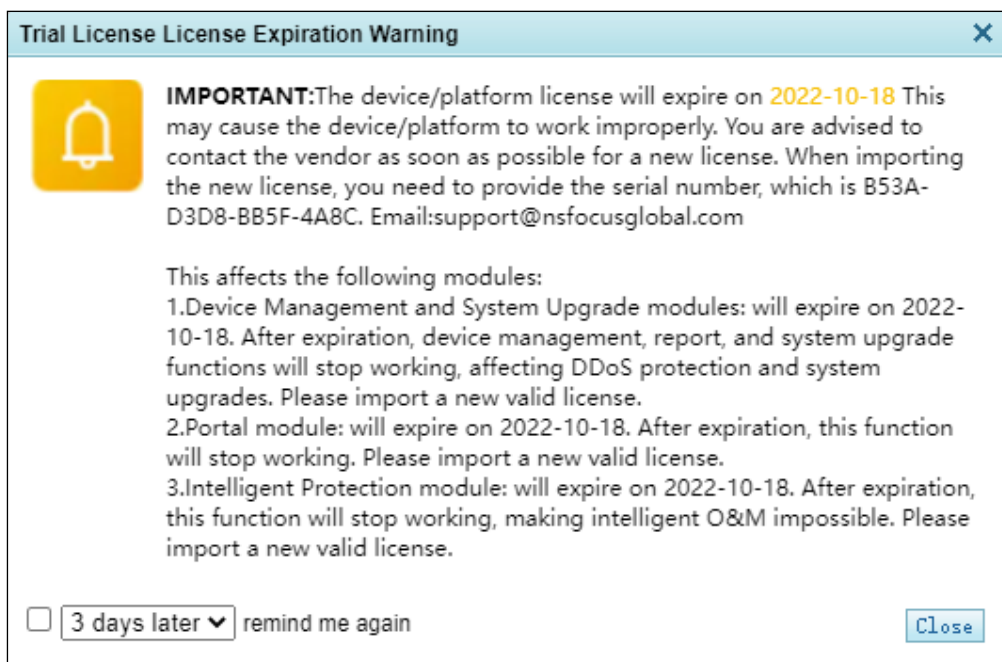 Trial License License Expiration Warning
IMPORTANT:The device/platform license will expire on 2022-10-18 This
may cause the device/platform to work improperly. You are advised to
contact the vendor as soon as possible for a new license. When importing
the new license, you need to provide the serial number, which is B53A-
D3D8-BB5F-4A8C. Email:support@nsfocusglobal.com
This affects the following modules:
1.Device Management and System Upgrade modules: will expire on 2022-
10-18. After expiration, device management, report, and system upgrade
functions will stop working, affecting DDoS protection and system
upgrades. Please import a new valid license.
2.Portal module: will expire on 2022-10-18. After expiration, this function
will stop working. Please import a new valid license.
3.Intelligent Protection module: will expire on 2022-10-18. After expiration,
this function will stop working, making intelligent O&M impossible. Please
import a new valid license.
3 days later remind me again
Close